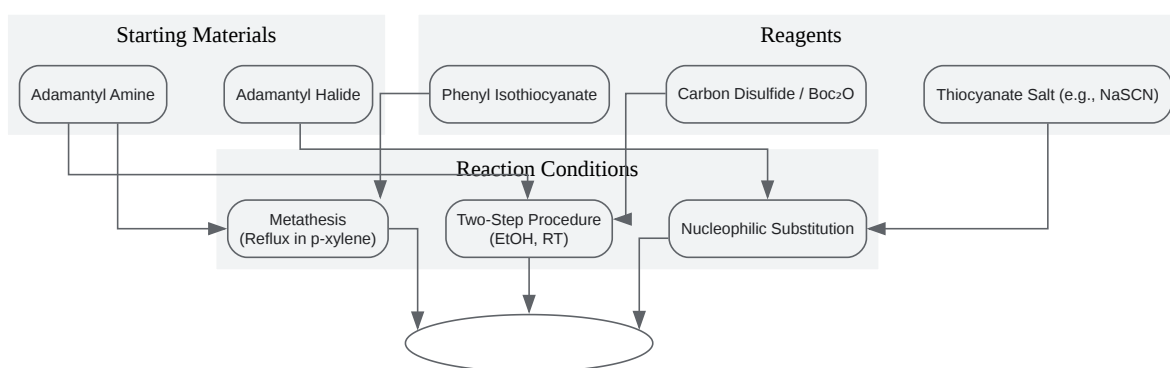 Starting Materials
Reagents
Adamantyl Amine
Adamantyl Halide
Phenyl Isothiocyanate
Carbon Disulfide / Boc₂O
Thiocyanate Salt (e.g., NaSCN)
Reaction Conditions
Metathesis
(Reflux in p-xylene)
Two-Step Procedure
(EtOH, RT)
Nucleophilic Substitution